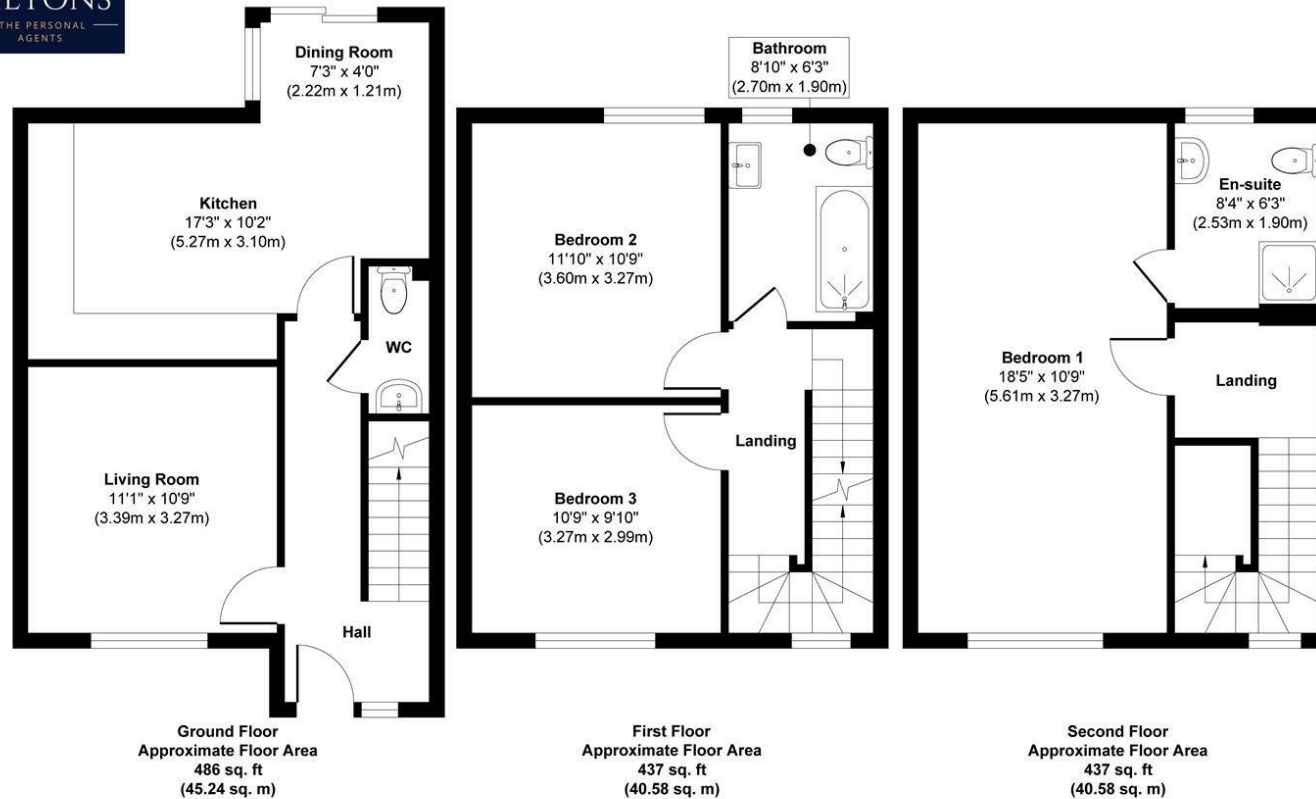 THE PERSONAL
AGENTS
Dining Room
7'3" x 4'0"
(2.22m x 1.21m)
Kitchen
17'3" x 10'2"
(5.27m x 3.10m)
WC
Living Room
11'1" x 10'9"
(3.39m x 3.27m)
Hall
Ground Floor
Approximate Floor Area
486 sq. ft
(45.24 sq. m)
Bathroom
8'10" x 6'3"
(2.70m x 1.90m)
Bedroom 2
11'10" x 10'9"
(3.60m x 3.27m)
Landing
Bedroom 3
10'9" x 9'10"
(3.27m x 2.99m)
First Floor
Approximate Floor Area
437 sq. ft
(40.58 sq. m)
En-suite
8'4" x 6'3"
(2.53m x 1.90m)
Bedroom 1
18'5" x 10'9"
(5.61m x 3.27m)
Landing
Second Floor
Approximate Floor Area
437 sq. ft
(40.58 sq. m)